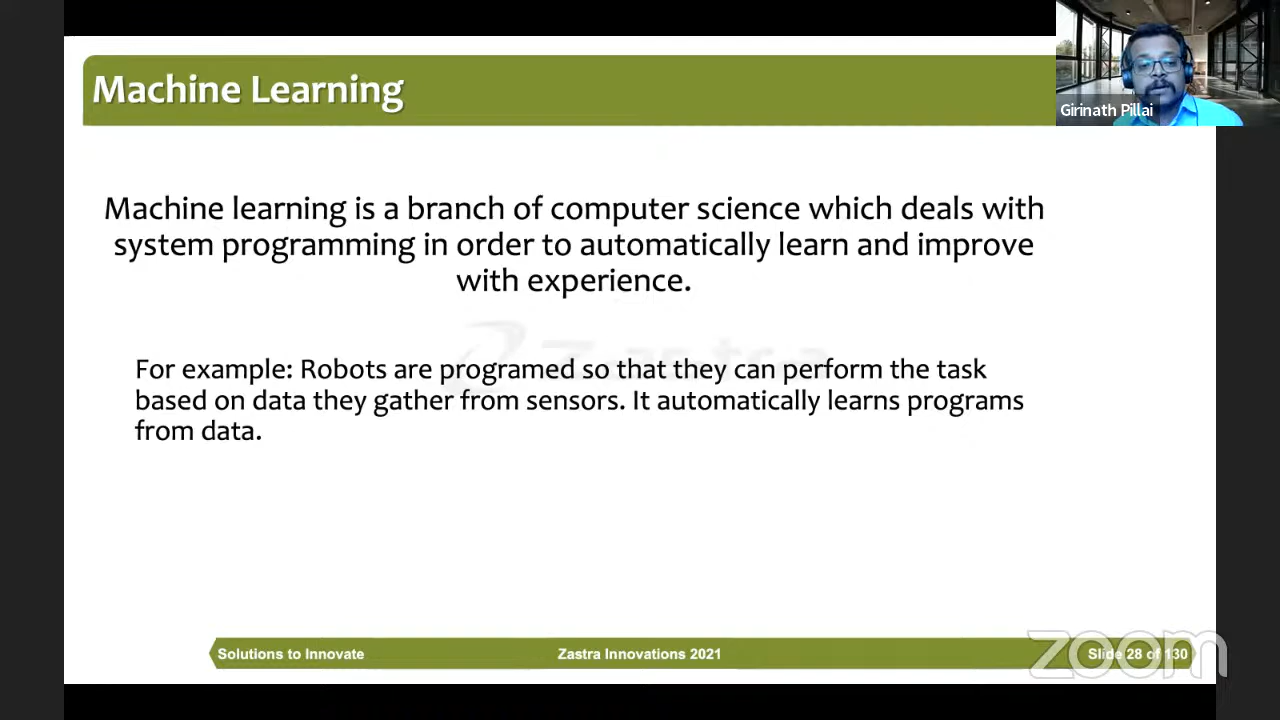 Machine Learning
Girinath Pillai
Machine learning is a branch of computer science which deals with
system programming in order to automatically learn and improve
with experience.
Zastra
For example: Robots are programed so that they can perform the task
based on data they gather from sensors. It automatically learns programs
from data.
Solutions to Innovate
Zastra Innovations 2021
Slide 28 of 130
zoom